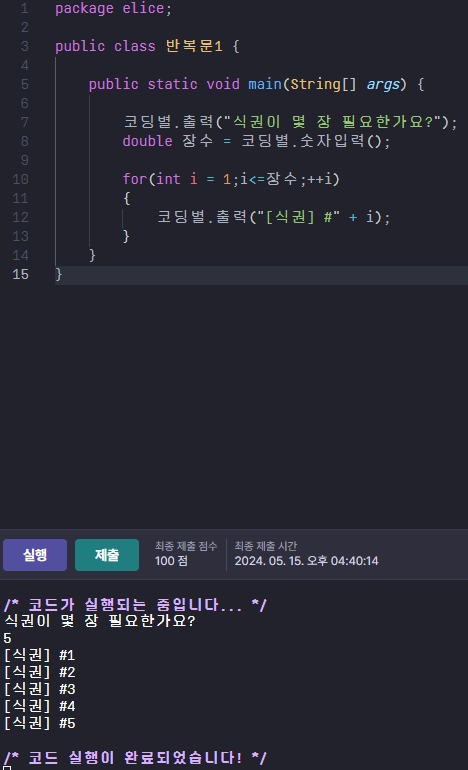 1 package elice;
2
3 public class 반복문1 {
4
5 public static void main(String[] args) {
6
7 코딩별.출력("식권이 몇 장 필요한가요?");
8 double 장수 = 코딩별.숫자입력();
9
10 for(int i = 1;i<=장수;++i)
11 {
12 코딩별.출력("[식권] #" + i);
13 }
14 }
15 }
실행 제출 최종 제출 점수 최종 제출 시간
100 점 2024. 05. 15. 오후 04:40:14
/* 코드가 실행되는 중입니다... */
식권이 몇 장 필요한가요?
5
[식권] #1
[식권] #2
[식권] #3
[식권] #4
[식권] #5
/* 코드 실행이 완료되었습니다! */